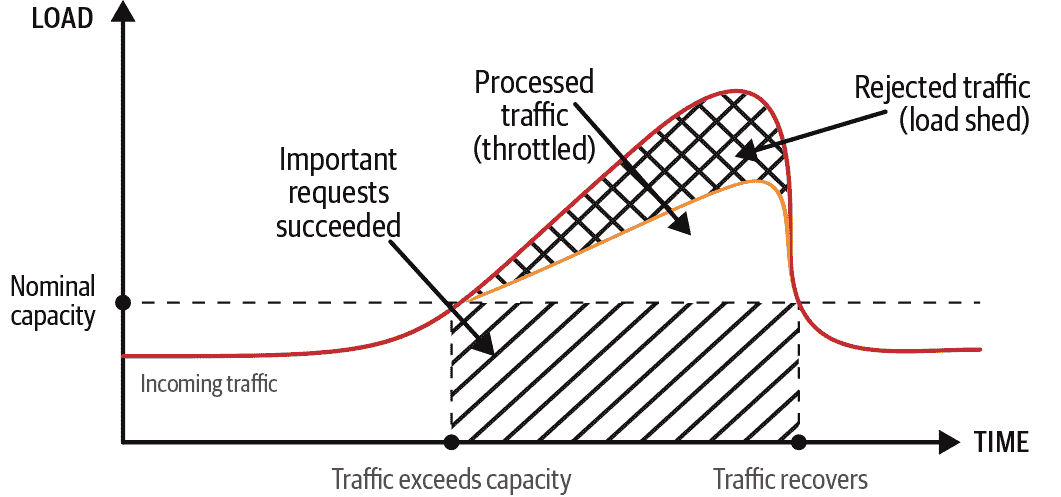 LOAD
Processed
traffic
(throttled)
Rejected traffic
(load shed)
Important
requests
succeeded
Nominal
capacity
Incoming traffic
TIME
Traffic exceeds capacity
Traffic recovers